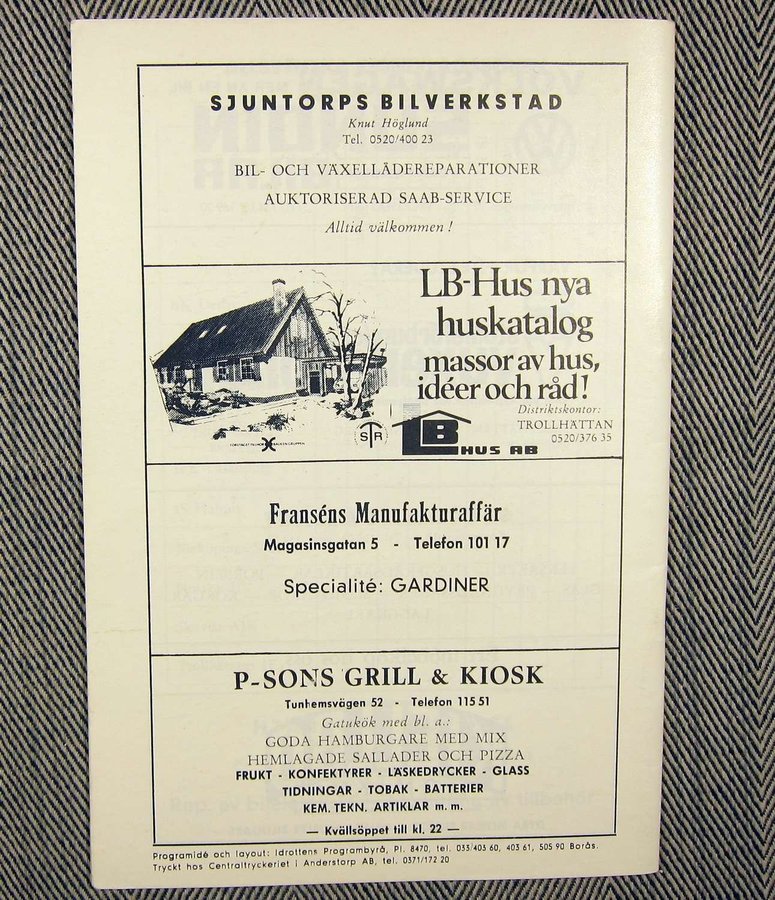 SJUNTORPS BILVERKSTAD
Knut Höglund
Tel. 0520/400 23
BIL- OCH VÄXELLÅDEREPARATIONER
AUKTORISERAD SAAB-SERVICE
Alltid välkommen !
LB-Hus nya
huskatalog
massor av hus,
idéer och råd!
Distriktskontor:
TROLLHÄTTAN
0520/376 35
STR
LB
HUS AB
Franséns Manufakturaffär
Magasinsgatan 5 - Telefon 101 17
Specialité: GARDINER
P-SONS GRILL & KIOSK
Tunhemsvägen 52 - Telefon 115 51
Gatukök med bl. a.:
GODA HAMBURGARE MED MIX
HEMLAGADE SALLADER OCH PIZZA
FRUKT - KONFEKTYRER - LÄSKEDRYCKER - GLASS
TIDNINGAR - TOBAK - BATTERIER
KEM. TEKN. ARTIKLAR m. m.
— Kvällsöppet till kl. 22 —
Programidé och layout: Idrottens Programbyrå, Pl. 8470, tel. 033/403 60, 403 61, 505 90 Borås.
Tryckt hos Centraltryckeriet i Anderstorp AB, tel. 0371/172 20